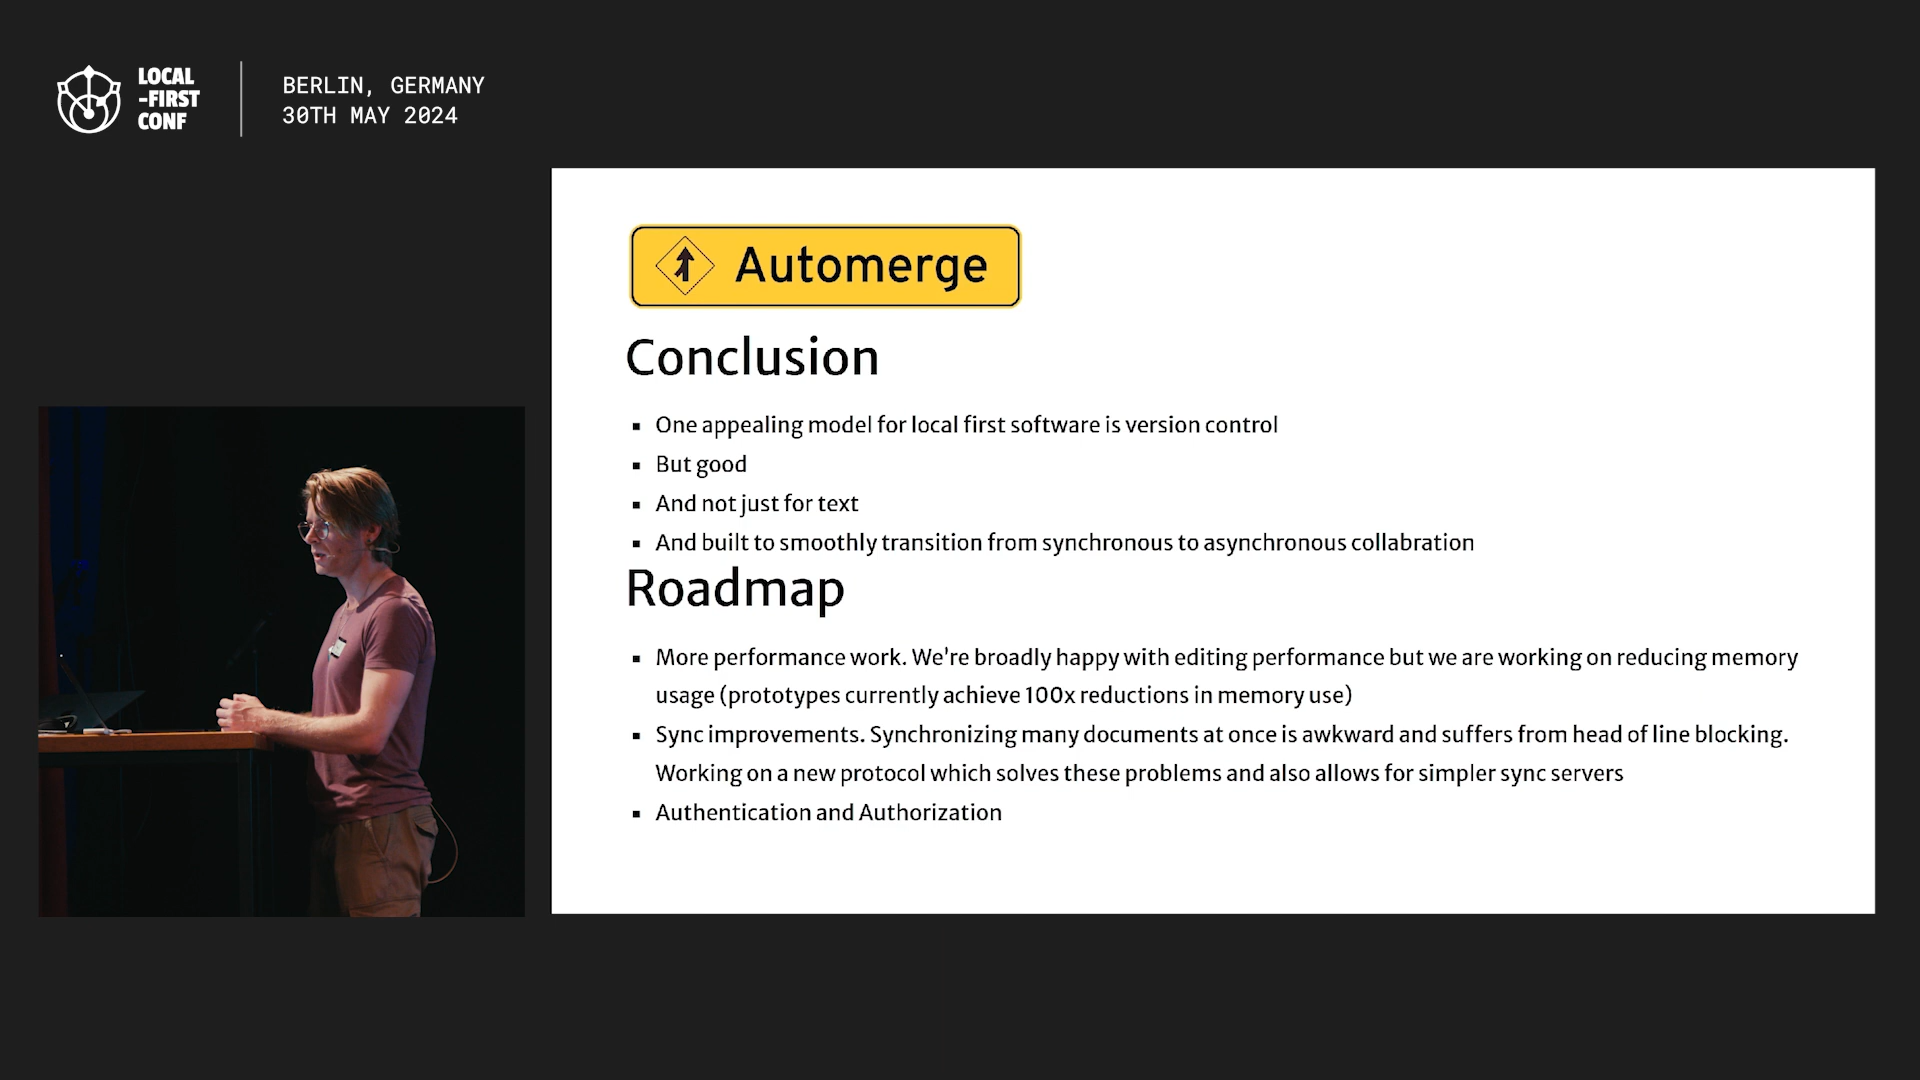 LOCAL
-FIRST
CONF
BERLIN, GERMANY
30TH MAY 2024
Automerge
Conclusion
One appealing model for local first software is version control
But good
And not just for text
And built to smoothly transition from synchronous to asynchronous collabration
Roadmap
More performance work. We're broadly happy with editing performance but we are working on reducing memory
usage (prototypes currently achieve 100x reductions in memory use)
Sync improvements. Synchronizing many documents at once is awkward and suffers from head of line blocking.
Working on a new protocol which solves these problems and also allows for simpler sync servers
Authentication and Authorization